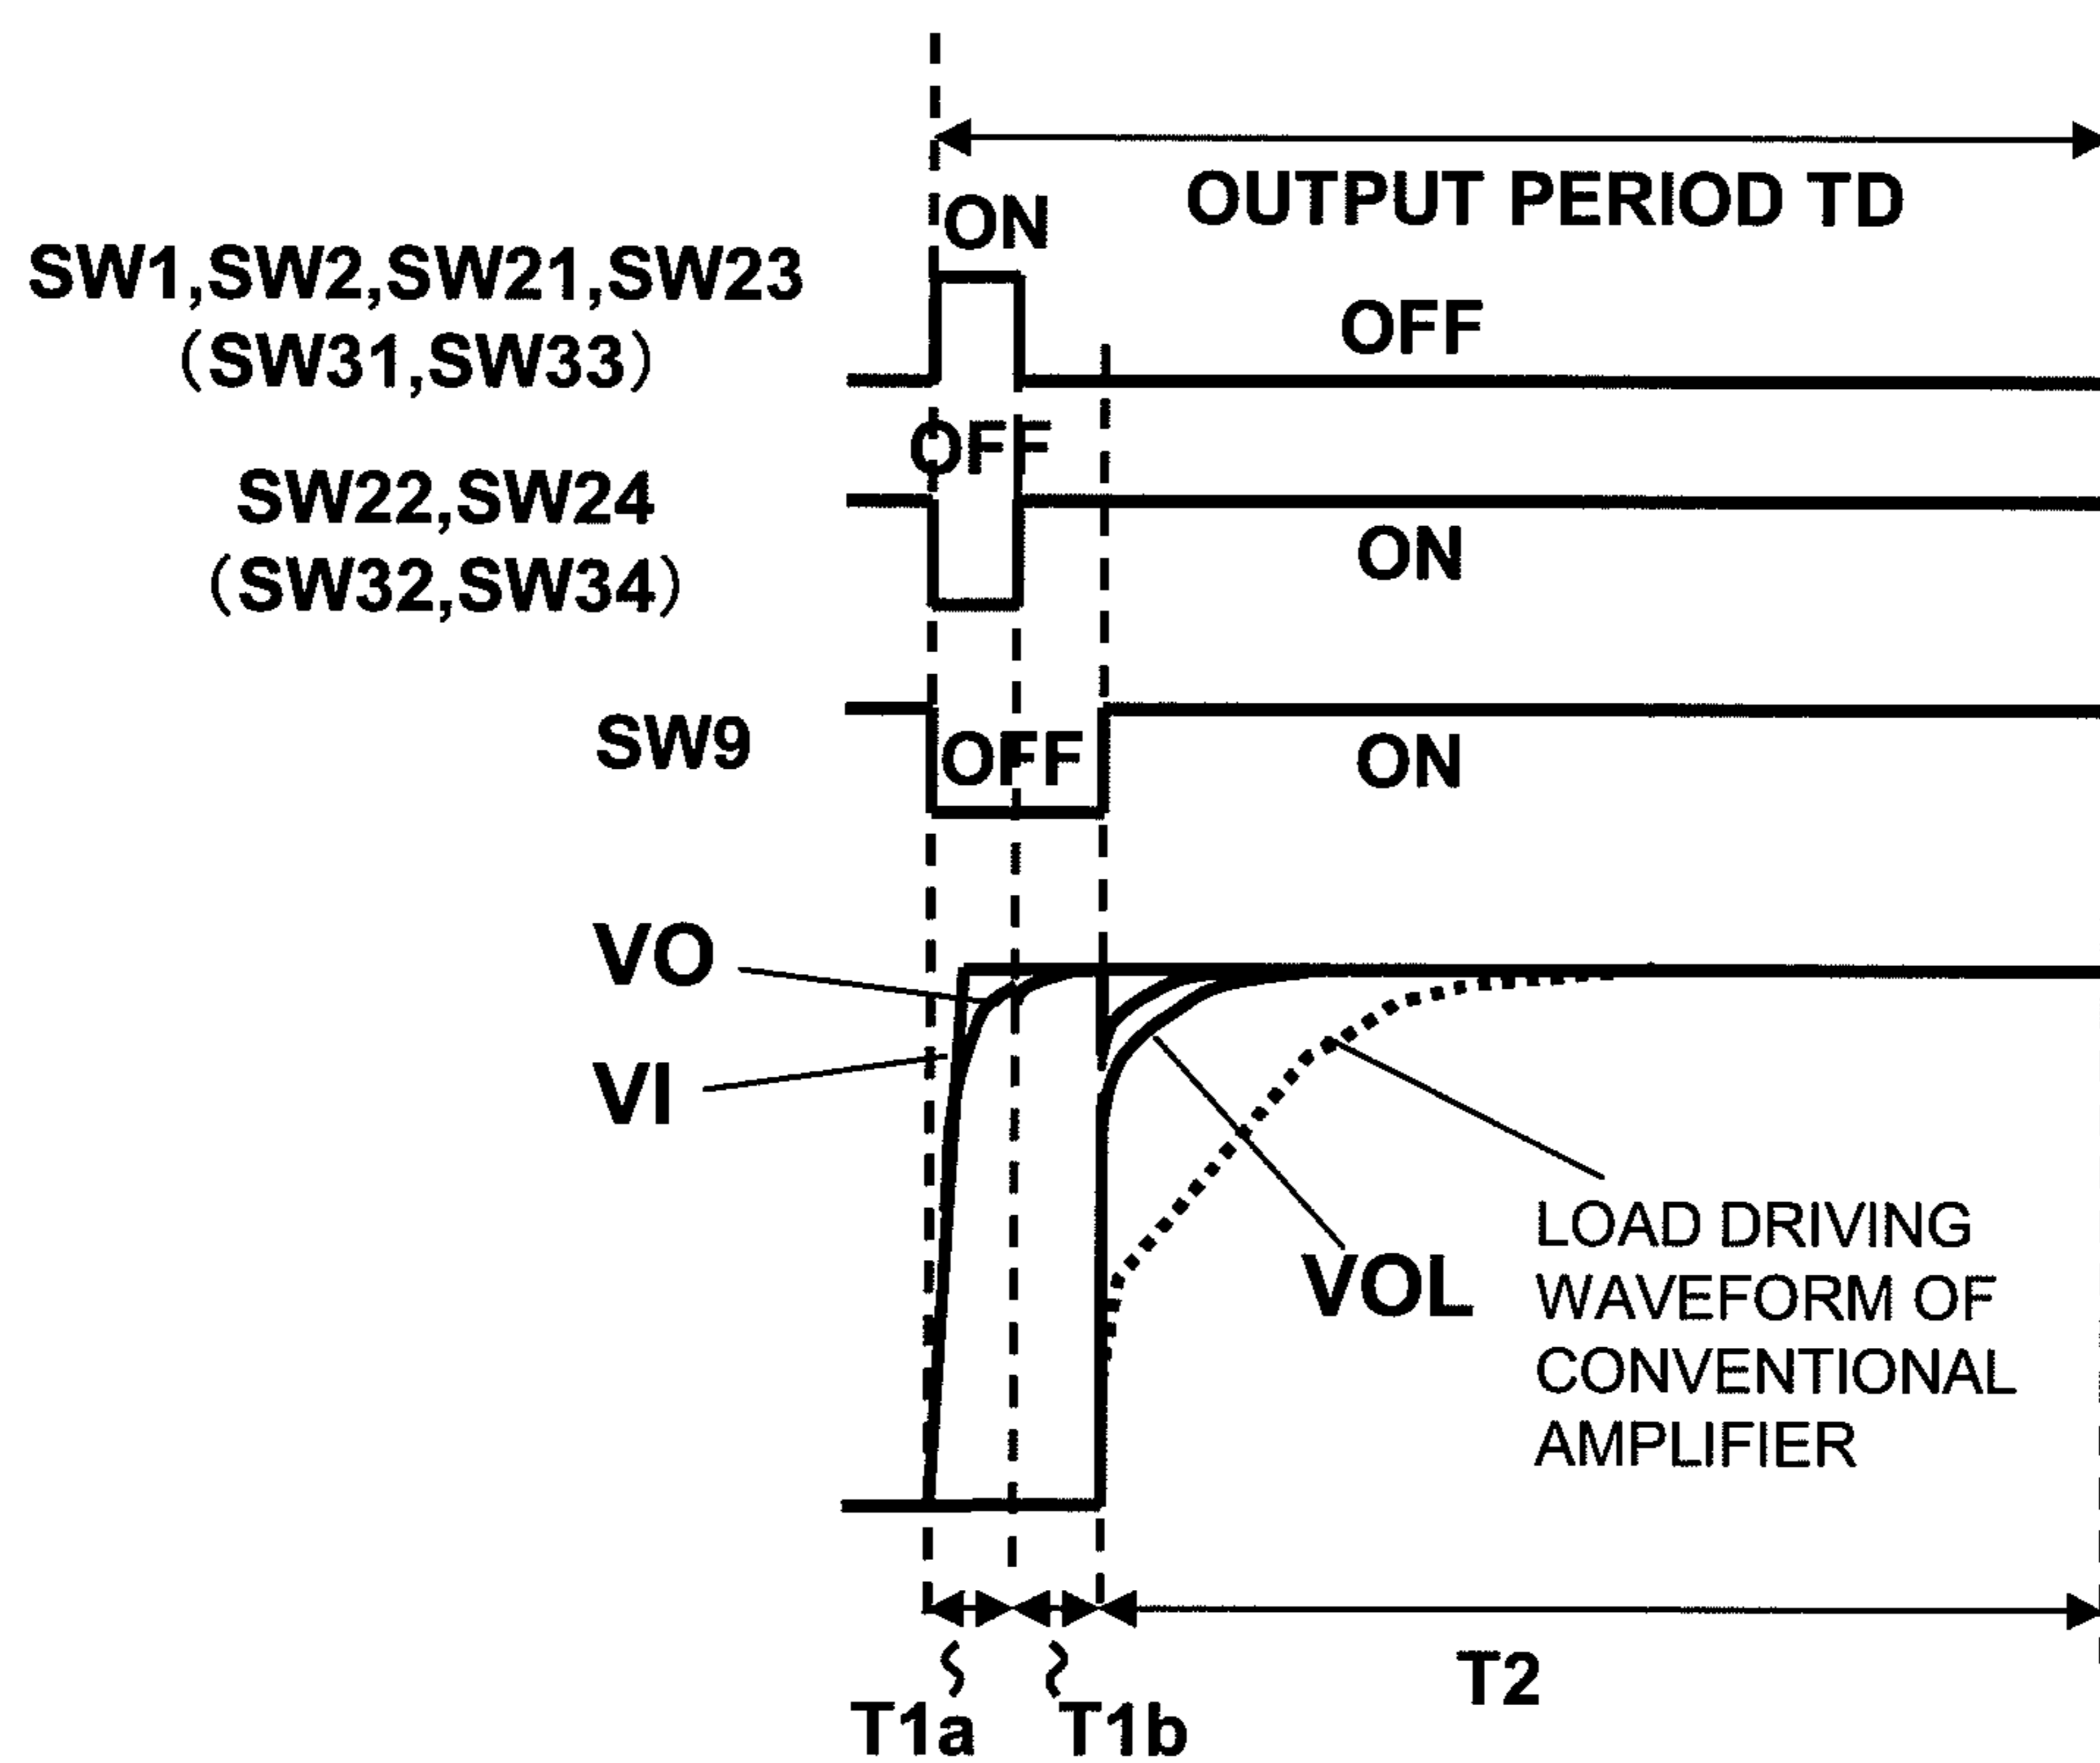 OUTPUT PERIOD TD
ON
SW1,SW2,SW21,SW23
(SW31,SW33)
OFF
OFF
SW22,SW24
(SW32,SW34)
ON
SW9
OFF
ON
VO
VI
VOL
LOAD DRIVING
WAVEFORM OF
CONVENTIONAL
AMPLIFIER
T1a
T1b
T2